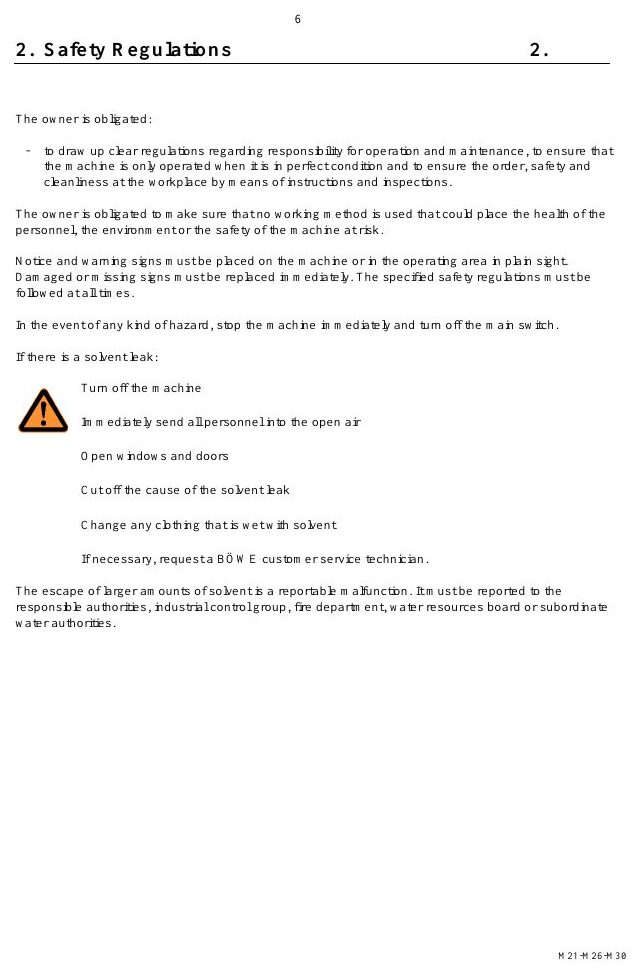 6
2. Safety Regulations 2.
The owner is obligated:
- to draw up clear regulations regarding responsibility for operation and maintenance, to ensure that
the machine is only operated when it is in perfect condition and to ensure the order, safety and
cleanliness at the workplace by means of instructions and inspections.
The owner is obligated to make sure that no working method is used that could place the health of the
personnel, the environment or the safety of the machine at risk.
Notice and warning signs must be placed on the machine or in the operating area in plain sight.
Damaged or missing signs must be replaced immediately. The specified safety regulations must be
followed at all times.
In the event of any kind of hazard, stop the machine immediately and turn off the main switch.
If there is a solvent leak:
Turn off the machine
Immediately send all personnel into the open air
Open windows and doors
Cut off the cause of the solvent leak
Change any clothing that is wet with solvent
If necessary, request a BÖWE customer service technician.
The escape of larger amounts of solvent is a reportable malfunction. It must be reported to the
responsible authorities, industrial control group, fire department, water resources board or subordinate
water authorities.
M21-M26-M30